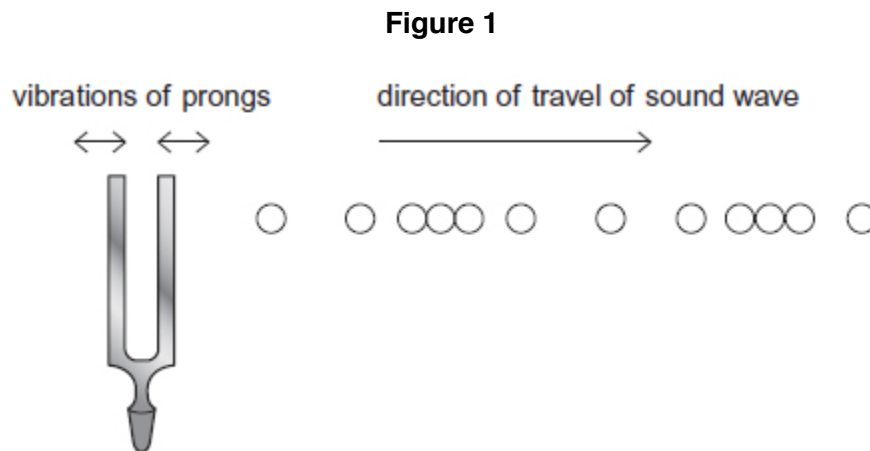 Figure 1
vibrations of prongs
direction of travel of sound wave